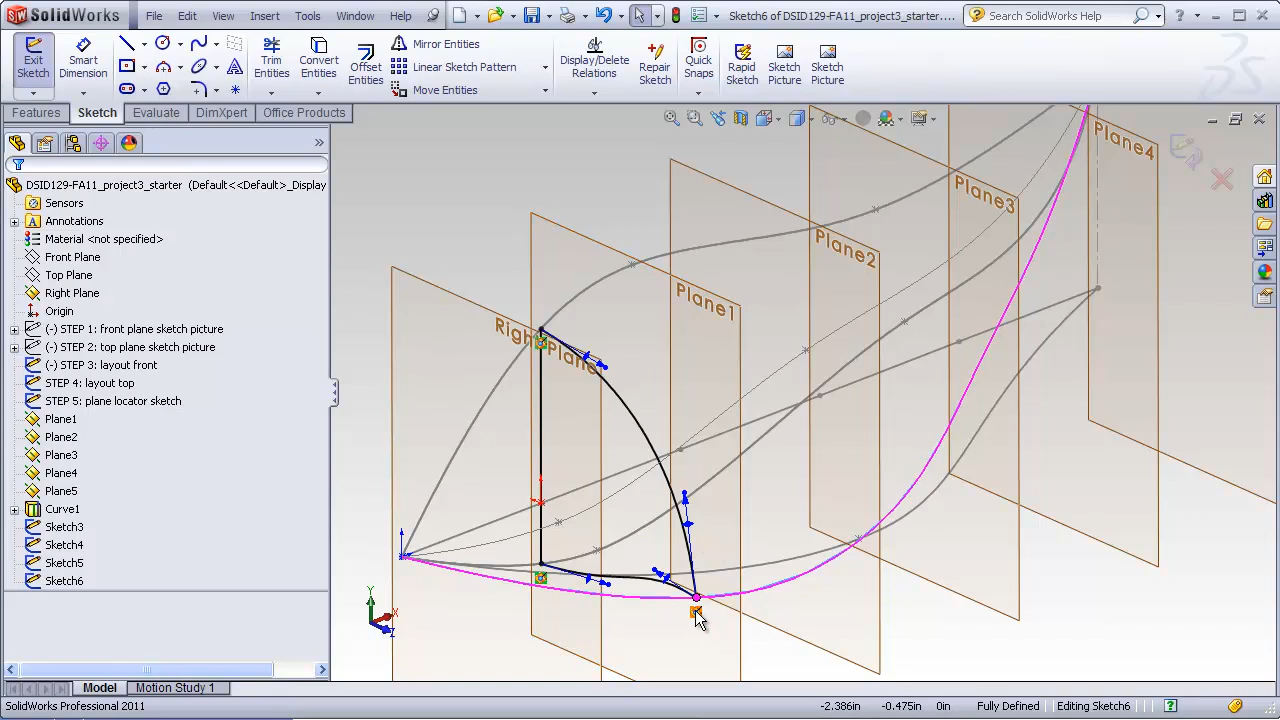 SolidWorks File Edit View Insert Tools Window Help Sketch6 of DSID129-FA11_project3_starter.... Search SolidWorks Help
Exit Sketch Smart Dimension Trim Entities Convert Entities Offset Entities Mirror Entities Linear Sketch Pattern Move Entities Display/Delete Relations Repair Sketch Quick Snaps Rapid Sketch Sketch Picture Sketch Picture
Features Sketch Evaluate DimXpert Office Products
DSID129-FA11_project3_starter (Default<<Default>_Display
Sensors
Annotations
Material <not specified>
Front Plane
Top Plane
Right Plane
Origin
(-) STEP 1: front plane sketch picture
(-) STEP 2: top plane sketch picture
(-) STEP 3: layout front
STEP 4: layout top
STEP 5: plane locator sketch
Plane1
Plane2
Plane3
Plane4
Plane5
Curve1
Sketch3
Sketch4
Sketch5
Sketch6
Plane4
Plane3
Plane2
Plane1
Right Plane
Y
X
Z
Model Motion Study 1
SolidWorks Professional 2011 -2.386in -0.475in 0in Fully Defined Editing Sketch6